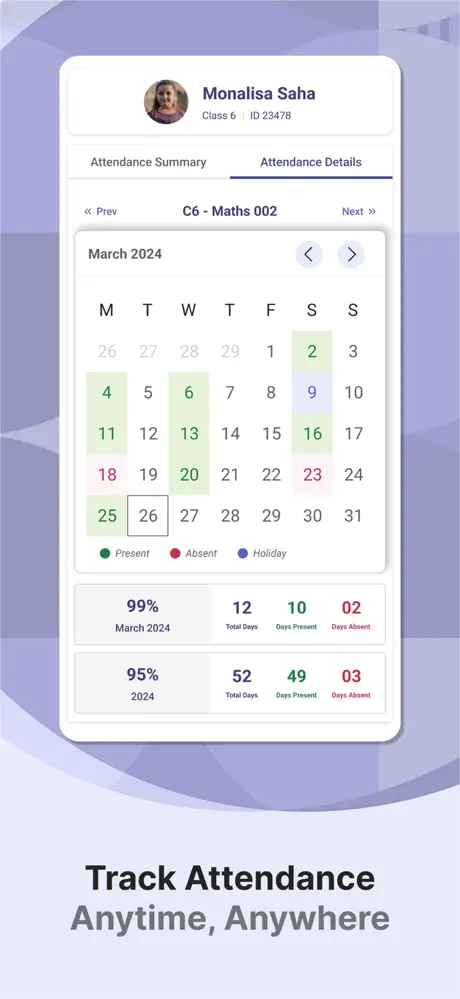 Monalisa Saha
Class 6 | ID 23478
Attendance Summary Attendance Details
« Prev C6 - Maths 002 Next »
March 2024 < >
M T W T F S S
26 27 28 29 1 2 3
4 5 6 7 8 9 10
11 12 13 14 15 16 17
18 19 20 21 22 23 24
25 26 27 28 29 30 31
Present Absent Holiday
99% 12 10 02
March 2024 Total Days Days Present Days Absent
95% 52 49 03
2024 Total Days Days Present Days Absent
Track Attendance
Anytime, Anywhere